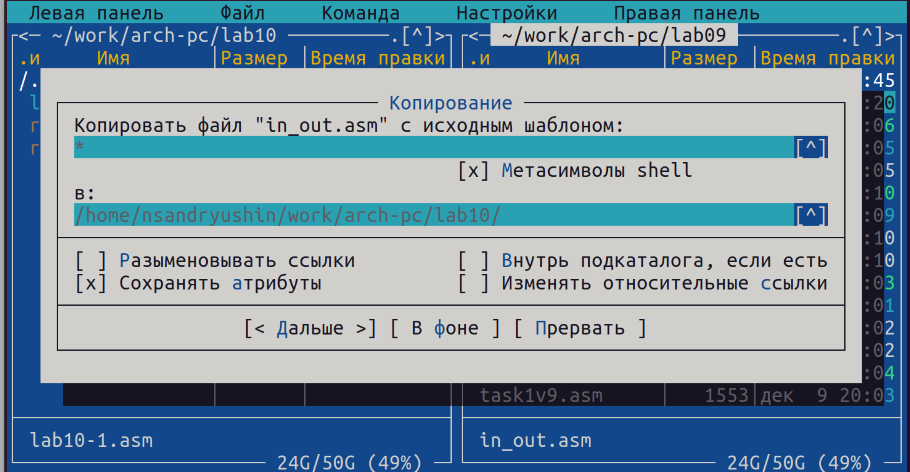 Левая панель Файл Команда Настройки Правая панель
<─ ~/work/arch-pc/lab10 .[^]> <─ ~/work/arch-pc/lab09 .[^]>
.и Имя Размер Время правки .и Имя Размер Время правки
/. :45
l :20
r :06
r :05
:05
:10
:09
:10
:10
:03
:01
:02
:02
:04
Копирование
Копировать файл "in_out.asm" с исходным шаблоном:
* [^]
[x] Метасимволы shell
в:
/home/nsandryushin/work/arch-pc/lab10/ [^]
[ ] Разыменовывать ссылки [ ] Внутрь подкаталога, если есть
[x] Сохранять атрибуты [ ] Изменять относительные ссылки
[< Дальше >] [ В фоне ] [ Прервать ]
task1v9.asm 1553 дек 9 20:03
lab10-1.asm in_out.asm
24G/50G (49%) 24G/50G (49%)